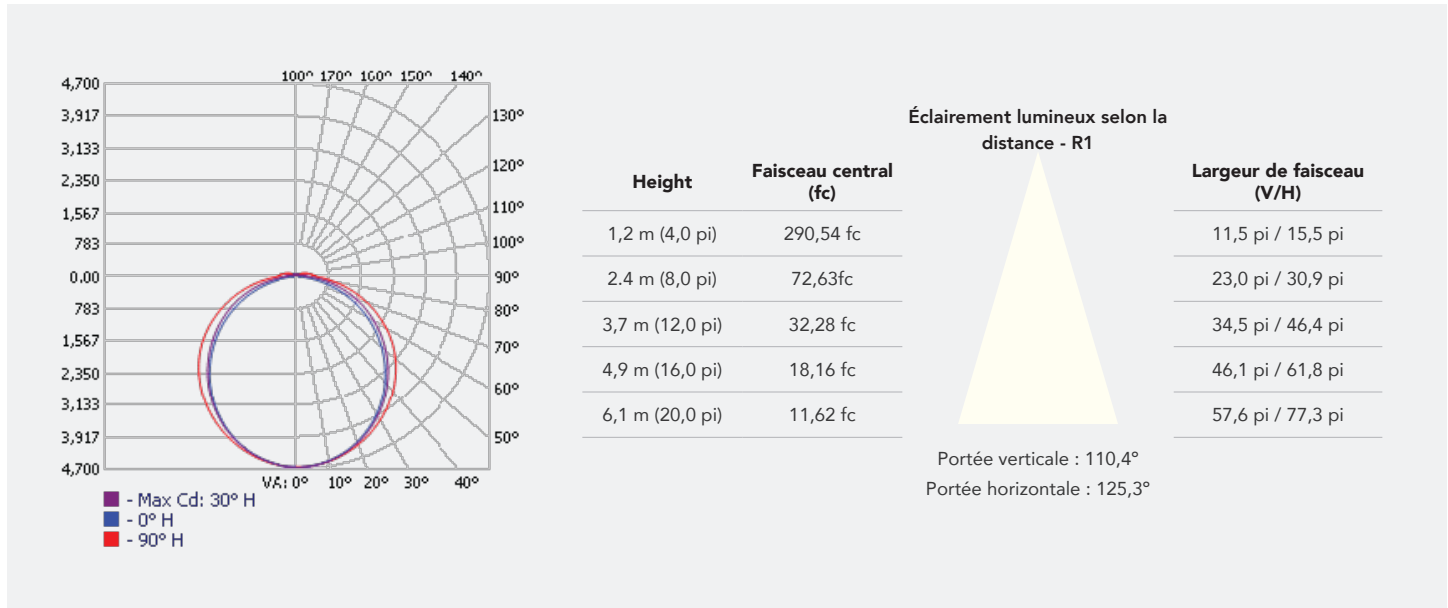 100° 170° 160° 150° 140°
4,700
3,917
3,133
2,350
1,567
783
0.00
783
1,567
2,350
3,133
3,917
4,700
130°
120°
110°
100°
90°
80°
70°
60°
50°
VA: 0° 10° 20° 30° 40°
- Max Cd: 30° H
- 0° H
- 90° H
Height Faisceau central
(fc)
1,2 m (4,0 pi) 290,54 fc
2.4 m (8,0 pi) 72,63fc
3,7 m (12,0 pi) 32,28 fc
4,9 m (16,0 pi) 18,16 fc
6,1 m (20,0 pi) 11,62 fc
Éclairement lumineux selon la
distance - R1
Portée verticale : 110,4°
Portée horizontale : 125,3°
Largeur de faisceau
(V/H)
11,5 pi / 15,5 pi
23,0 pi / 30,9 pi
34,5 pi / 46,4 pi
46,1 pi / 61,8 pi
57,6 pi / 77,3 pi